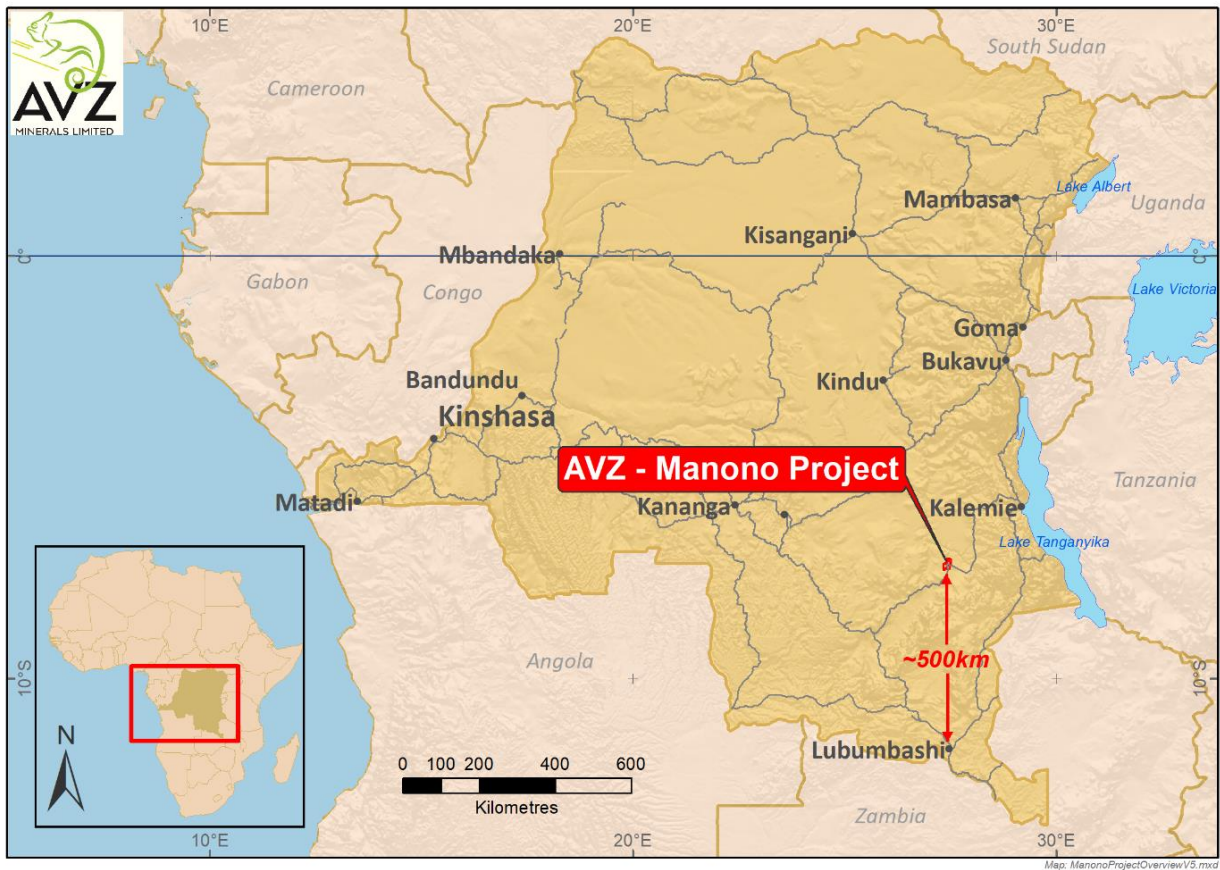 10°E
20°E
30°E
AVZ
MINERALS LIMITED
South Sudan
Cameroon
Lake Albert
Mambasa
Uganda
Kisangani
Mbandaka
0°
0°
Gabon
Congo
Lake Victoria
Goma
Bukavu
Bandundu
Kindu
Kinshasa
AVZ - Manono Project
Tanzania
Matadi
Kananga
Kalemie
Lake Tanganyika
Angola
~500km
10°S
10°S
N
Lubumbashi
0 100 200 400 600
Kilometres
Zambia
10°E
20°E
30°E
Map: ManonoProjectOverviewV5.mxd